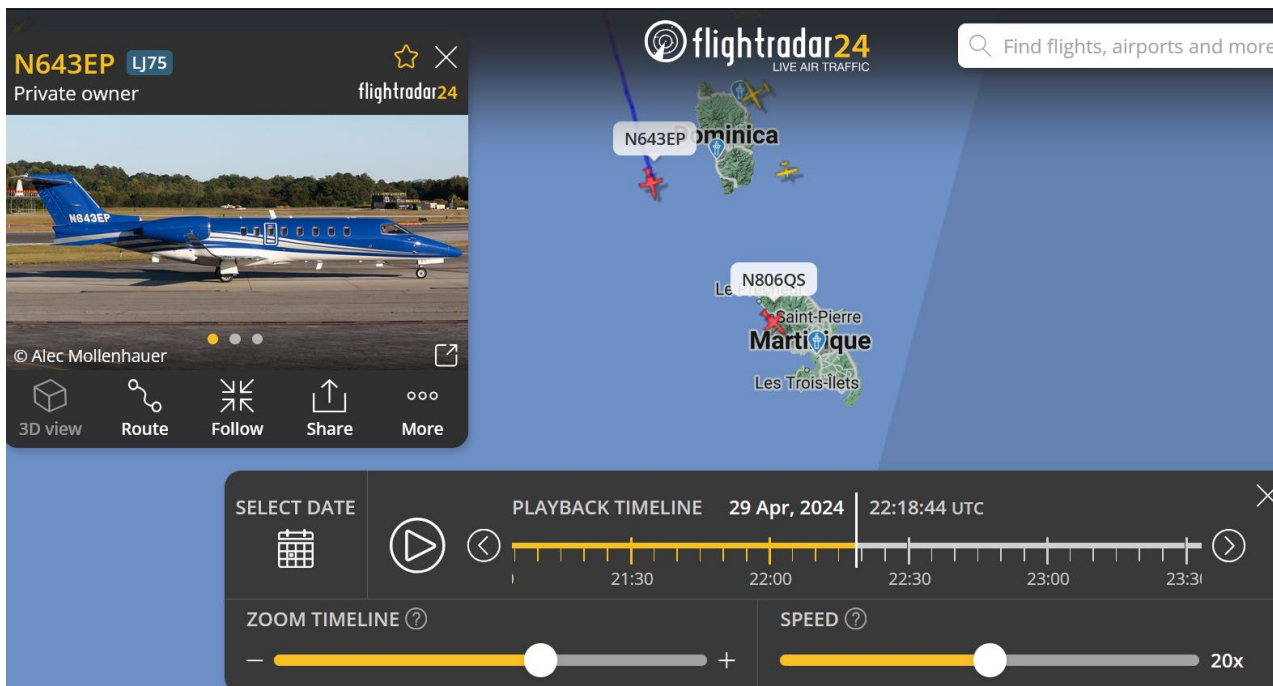 N643EP LJ75
Private owner
flightradar24
N643EP
© Alec Mollenhauer
3D view
Route
Follow
Share
More
flightradar24
LIVE AIR TRAFFIC
Find flights, airports and more
N643EP
Dominica
N806QS
Saint-Pierre
Martinique
Les Trois-Îlets
SELECT DATE
PLAYBACK TIMELINE 29 Apr, 2024 22:18:44 UTC
21:30 22:00 22:30 23:00
ZOOM TIMELINE ?
SPEED ?
20x